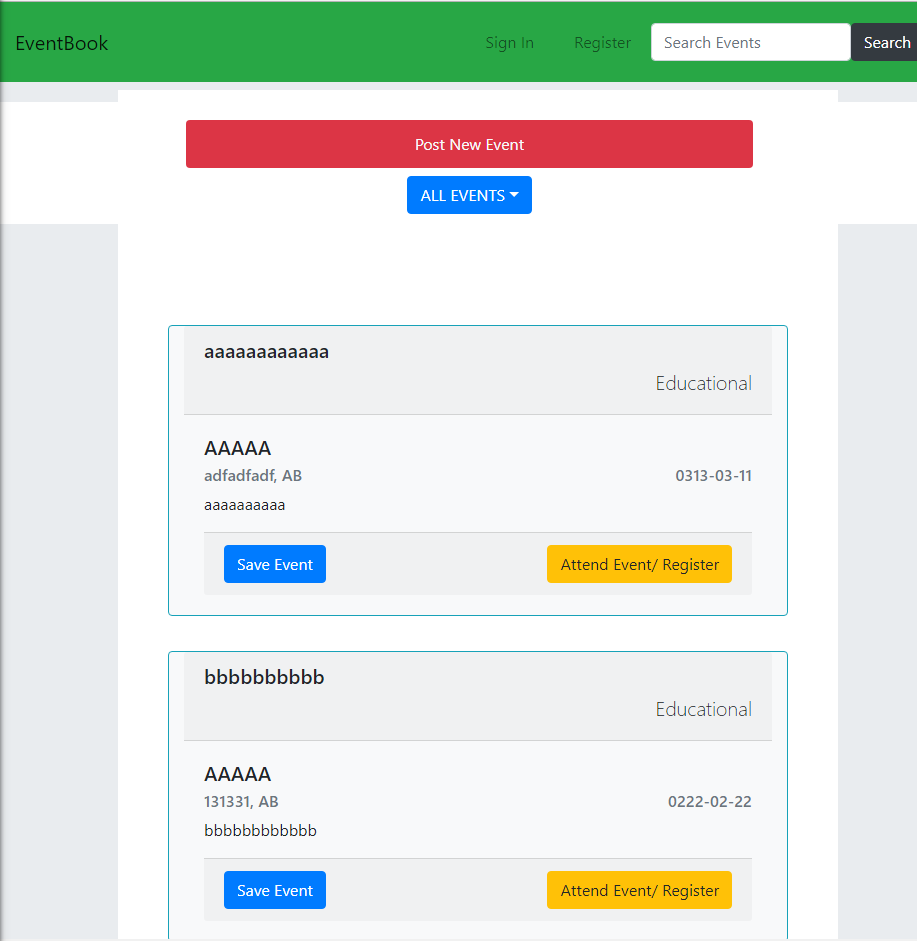 EventBook Sign In Register Search Events Search
Post New Event
ALL EVENTS
aaaaaaaaaaaa
Educational
AAAAA
adfadfadf, AB 0313-03-11
aaaaaaaaaa
Save Event Attend Event/ Register
bbbbbbbbbb
Educational
AAAAA
131331, AB 0222-02-22
bbbbbbbbbbbb
Save Event Attend Event/ Register